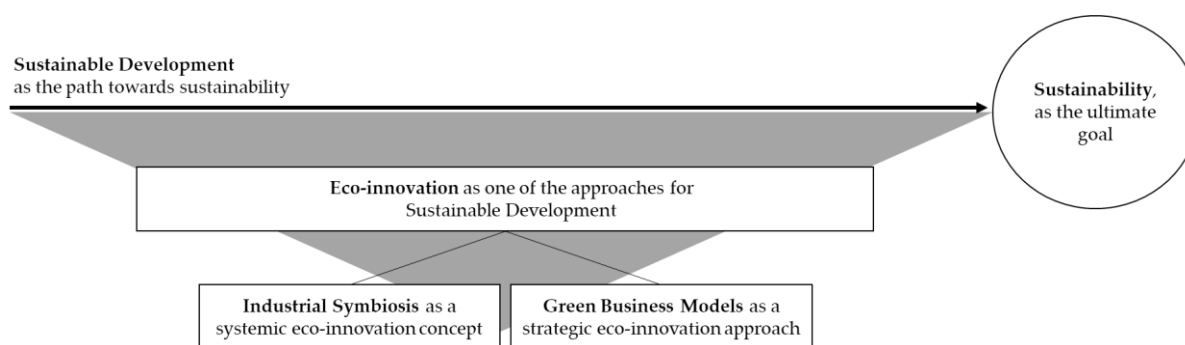 Sustainable Development
as the path towards sustainability
Sustainability,
as the ultimate
goal
Eco-innovation as one of the approaches for
Sustainable Development
Industrial Symbiosis as a
systemic eco-innovation concept
Green Business Models as a
strategic eco-innovation approach